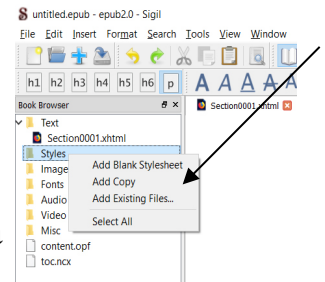 untitled.epub - epub2.0 - Sigil
File Edit Insert Format Search Tools View Window
h1 h2 h3 h4 h5 h6 p A A A A A
Book Browser
Section0001.xhtml
Text
Section0001.xhtml
Styles
Image
Fonts
Audio
Video
Misc
content.opf
toc.ncx
Add Blank Stylesheet
Add Copy
Add Existing Files...
Select All